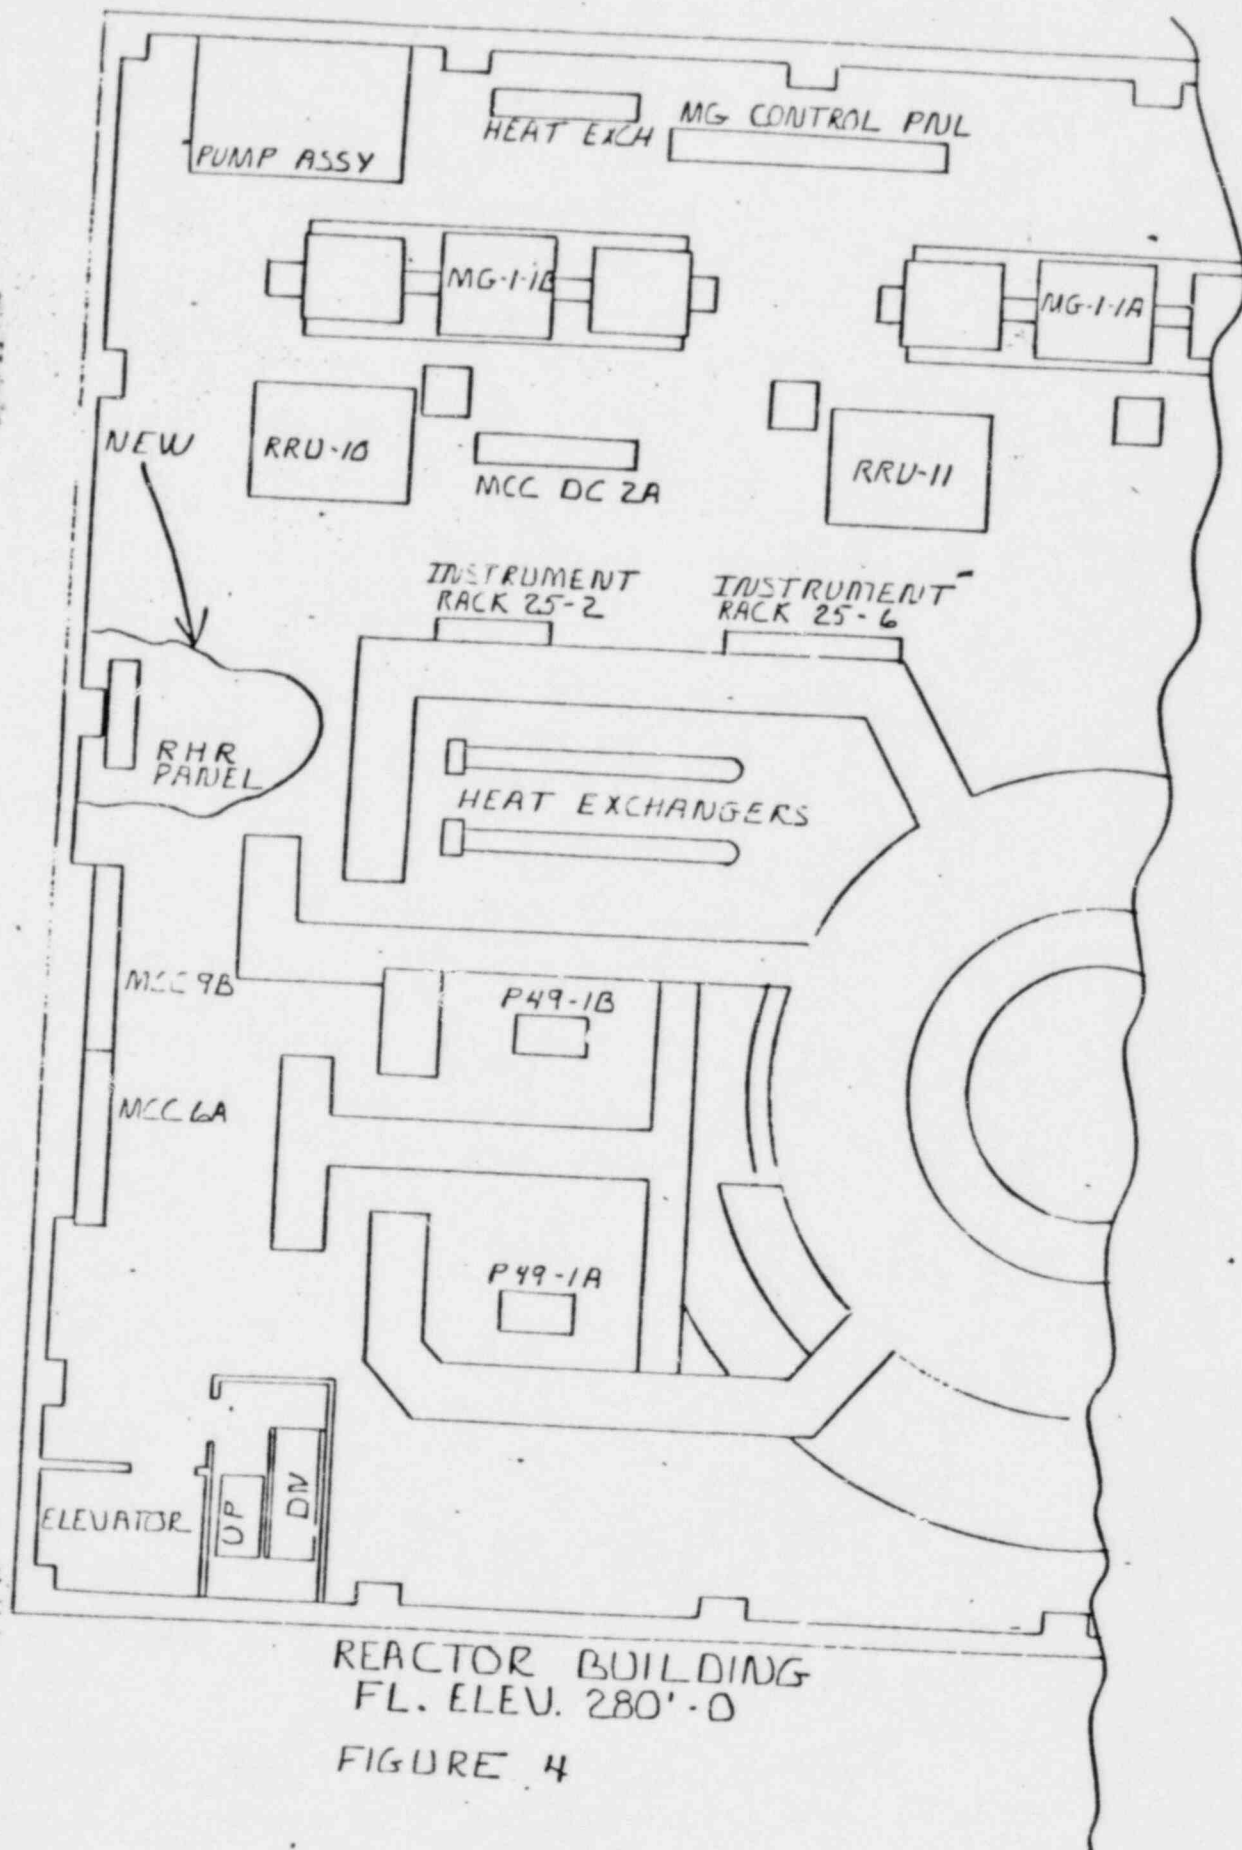 HEAT EXCH
MG CONTROL PNL
PUMP ASSY
MG-1-1B
MG-1-1A
NEW
RRU-10
MCC DC 2A
RRU-11
INSTRUMENT
RACK 25-2
INSTRUMENT
RACK 25-6
RHR
PANEL
HEAT EXCHANGERS
MCC 9B
P49-1B
MCC 6A
P49-1A
ELEVATOR
UP
DN
REACTOR BUILDING
FL. ELEV. 280'-0
FIGURE 4